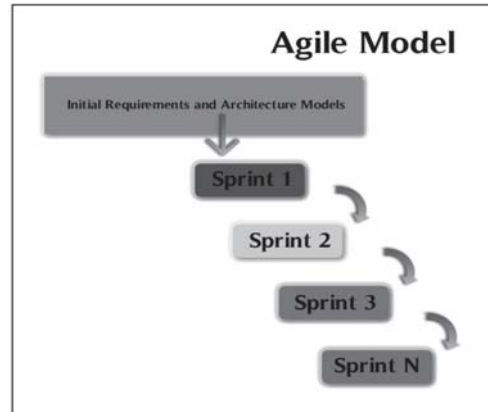 Agile Model
Initial Requirements and Architecture Models
Sprint 1
Sprint 2
Sprint 3
Sprint N